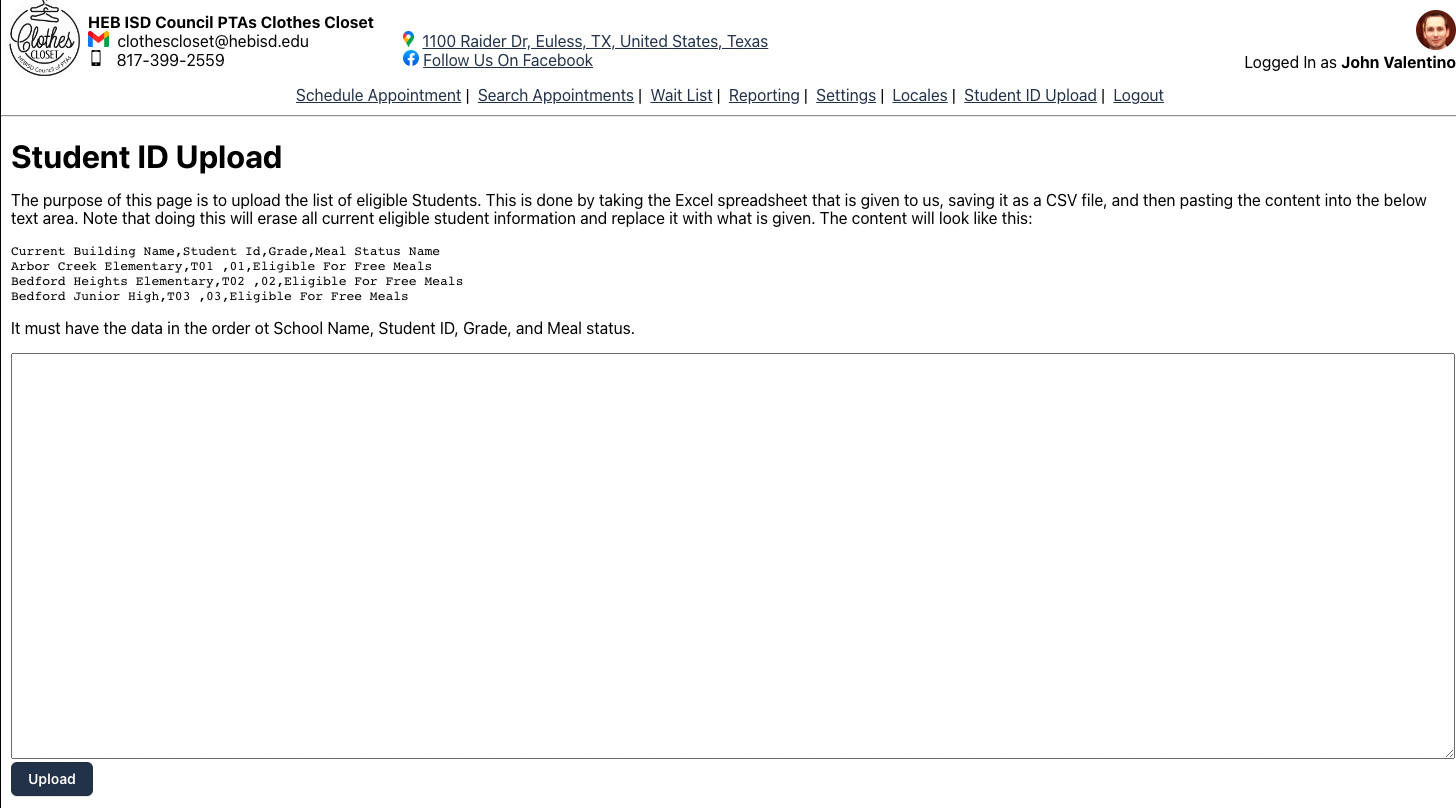 HEB ISD Council PTAs Clothes Closet
clothescloset@hebisd.edu
817-399-2559
1100 Raider Dr, Euless, TX, United States, Texas
Follow Us On Facebook
Clothes
CLOSET
HEBISD Council of PTAS
Logged In as John Valentino
Schedule Appointment | Search Appointments | Wait List | Reporting | Settings | Locales | Student ID Upload | Logout
Student ID Upload
The purpose of this page is to upload the list of eligible Students. This is done by taking the Excel spreadsheet that is given to us, saving it as a CSV file, and then pasting the content into the below
text area. Note that doing this will erase all current eligible student information and replace it with what is given. The content will look like this:
Current Building Name,Student Id,Grade,Meal Status Name
Arbor Creek Elementary,T01 ,01,Eligible For Free Meals
Bedford Heights Elementary,T02 ,02,Eligible For Free Meals
Bedford Junior High,T03 ,03,Eligible For Free Meals
It must have the data in the order ot School Name, Student ID, Grade, and Meal status.
Upload